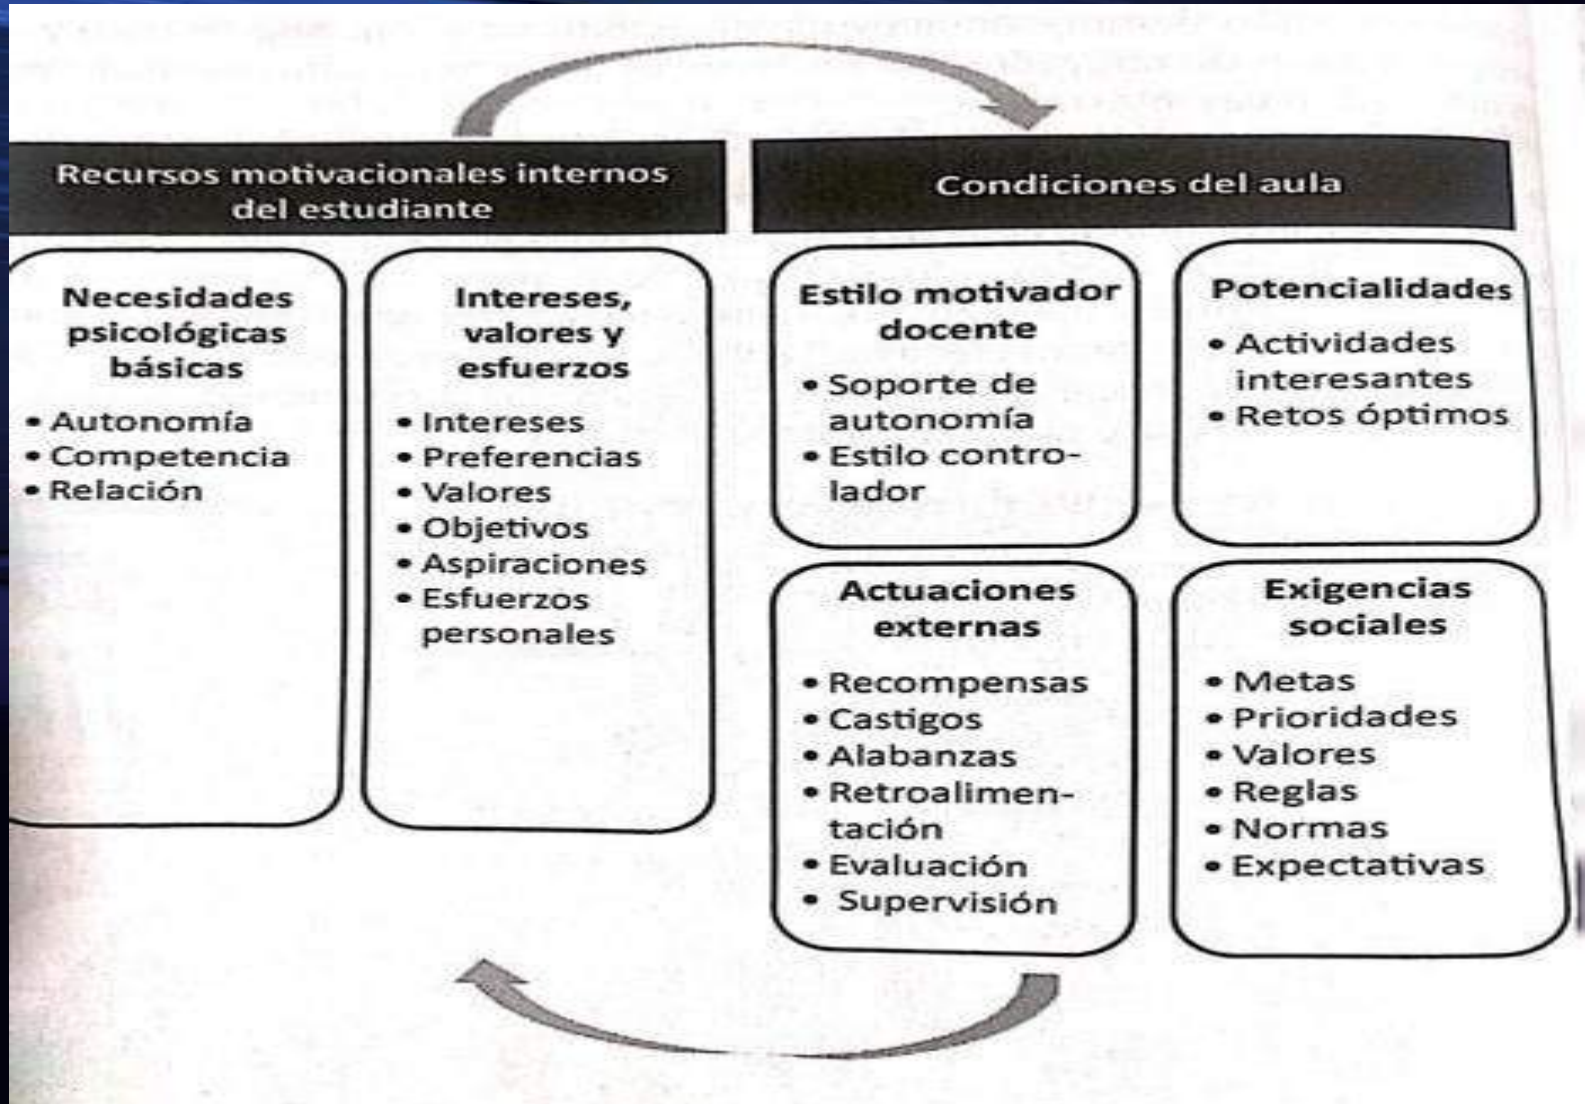 Recursos motivacionales internos
del estudiante
Condiciones del aula
Necesidades
psicológicas
básicas
• Autonomía
• Competencia
• Relación
Intereses,
valores y
esfuerzos
• Intereses
• Preferencias
• Valores
• Objetivos
• Aspiraciones
• Esfuerzos
personales
Estilo motivador
docente
• Soporte de
autonomía
• Estilo contro-
lador
Potencialidades
• Actividades
interesantes
• Retos óptimos
Actuaciones
externas
• Recompensas
• Castigos
• Alabanzas
• Retroalimen-
tación
• Evaluación
• Supervisión
Exigencias
sociales
• Metas
• Prioridades
• Valores
• Reglas
• Normas
• Expectativas